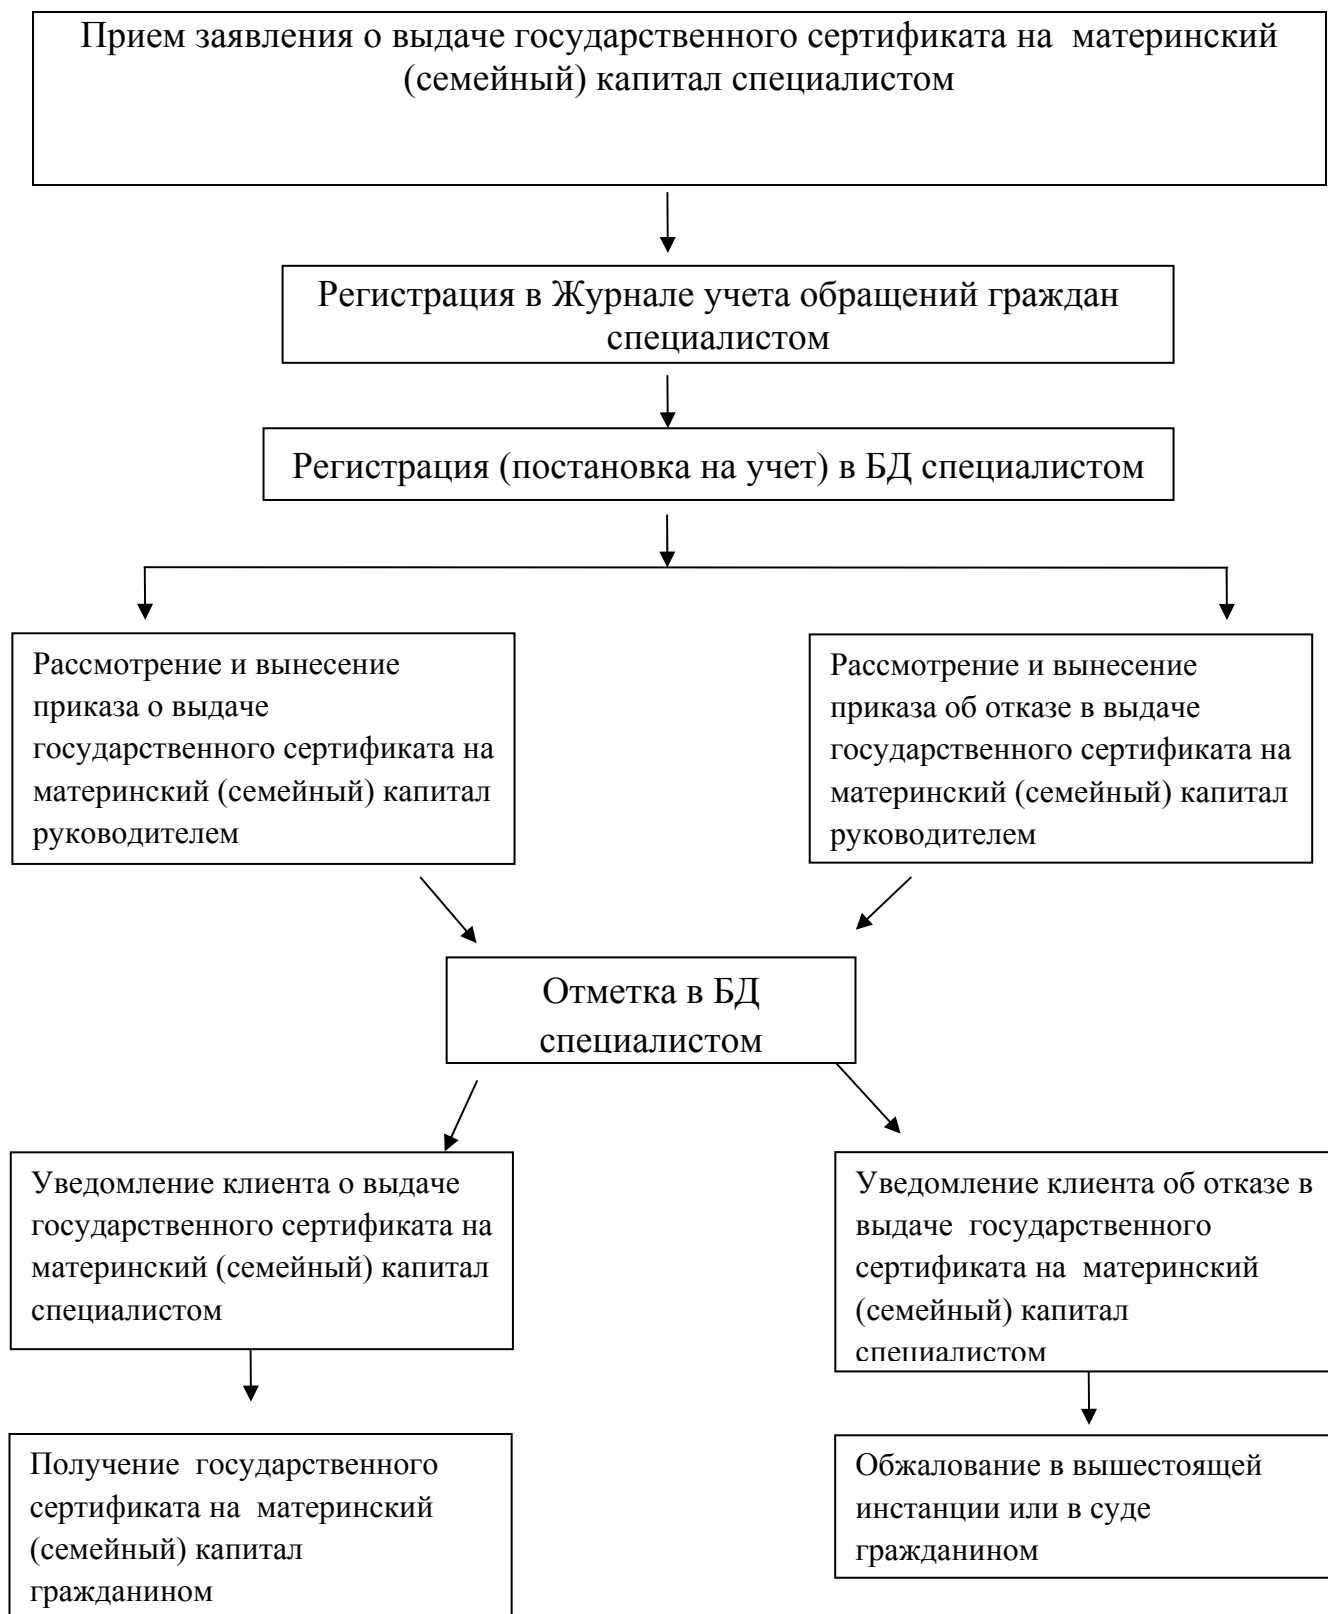 Прием заявления о выдаче государственного сертификата на материнский
(семейный) капитал специалистом
Регистрация в Журнале учета обращений граждан
специалистом
Регистрация (постановка на учет) в БД специалистом
Рассмотрение и вынесение
приказа о выдаче
государственного сертификата на
материнский (семейный) капитал
руководителем
Рассмотрение и вынесение
приказа об отказе в выдаче
государственного сертификата на
материнский (семейный) капитал
руководителем
Отметка в БД
специалистом
Уведомление клиента о выдаче
государственного сертификата на
материнский (семейный) капитал
специалистом
Уведомление клиента об отказе в
выдаче государственного
сертификата на материнский
(семейный) капитал
специалистом
Получение государственного
сертификата на материнский
(семейный) капитал
гражданином
Обжалование в вышестоящей
инстанции или в суде
гражданином